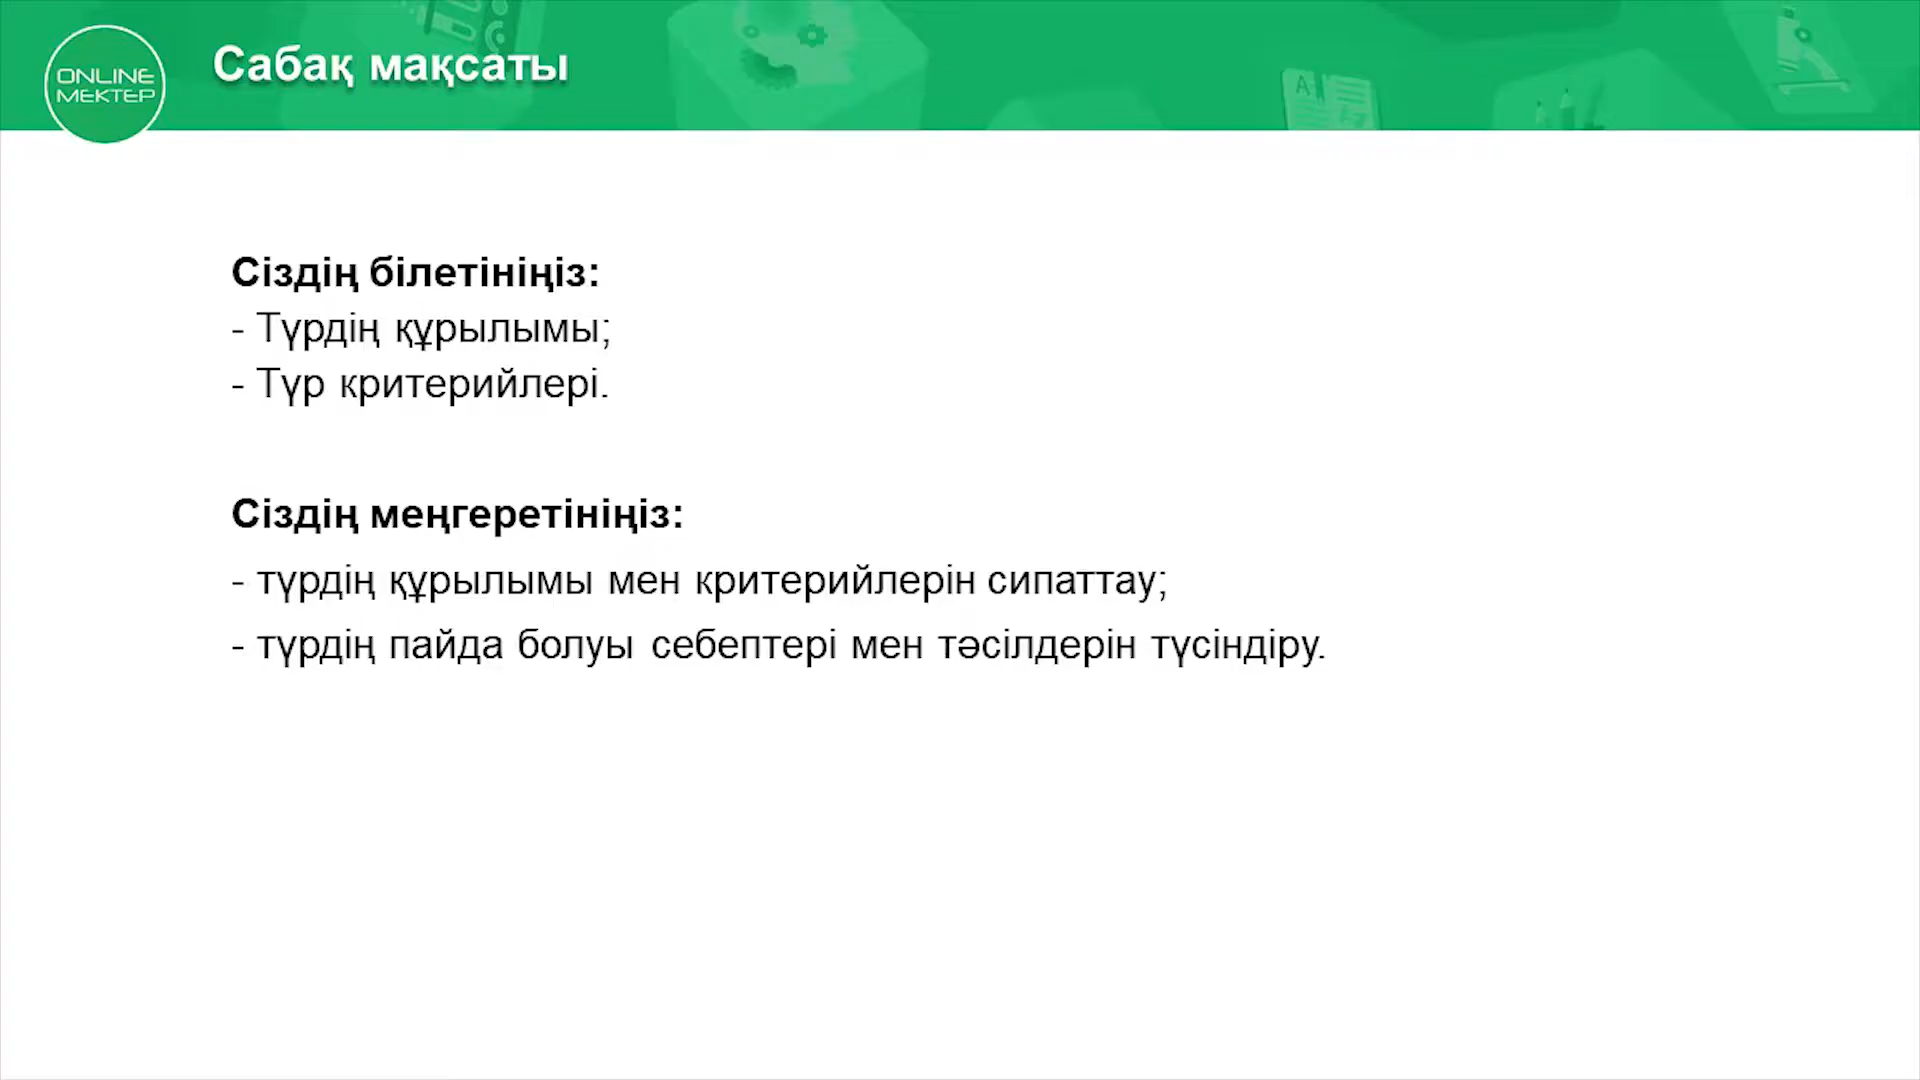 ONLINE
MEKTEP
Сабақ мақсаты
A
Сіздің білетініңіз:
- Түрдің құрылымы;
- Түр критерийлері.
Сіздің меңгеретініңіз:
- түрдің құрылымы мен критерийлерін сипаттау;
- түрдің пайда болуы себептері мен тәсілдерін түсіндіру.